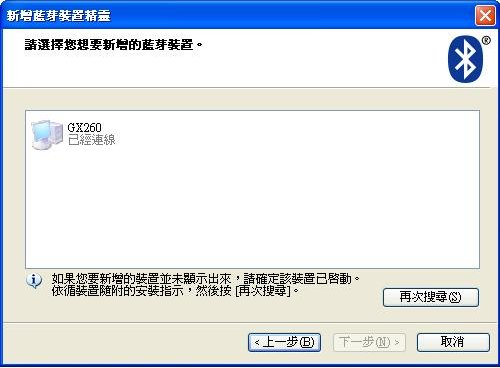 新增藍芽裝置精靈
請選擇您想要新增的藍芽裝置。
®
GX260
已經連線
如果您要新增的裝置並未顯示出來，請確定該裝置已啟動。
依循裝置隨附的安裝指示，然後按 [再次搜尋]。
再次搜尋(S)
< 上一步(B)
下一步(N) >
取消